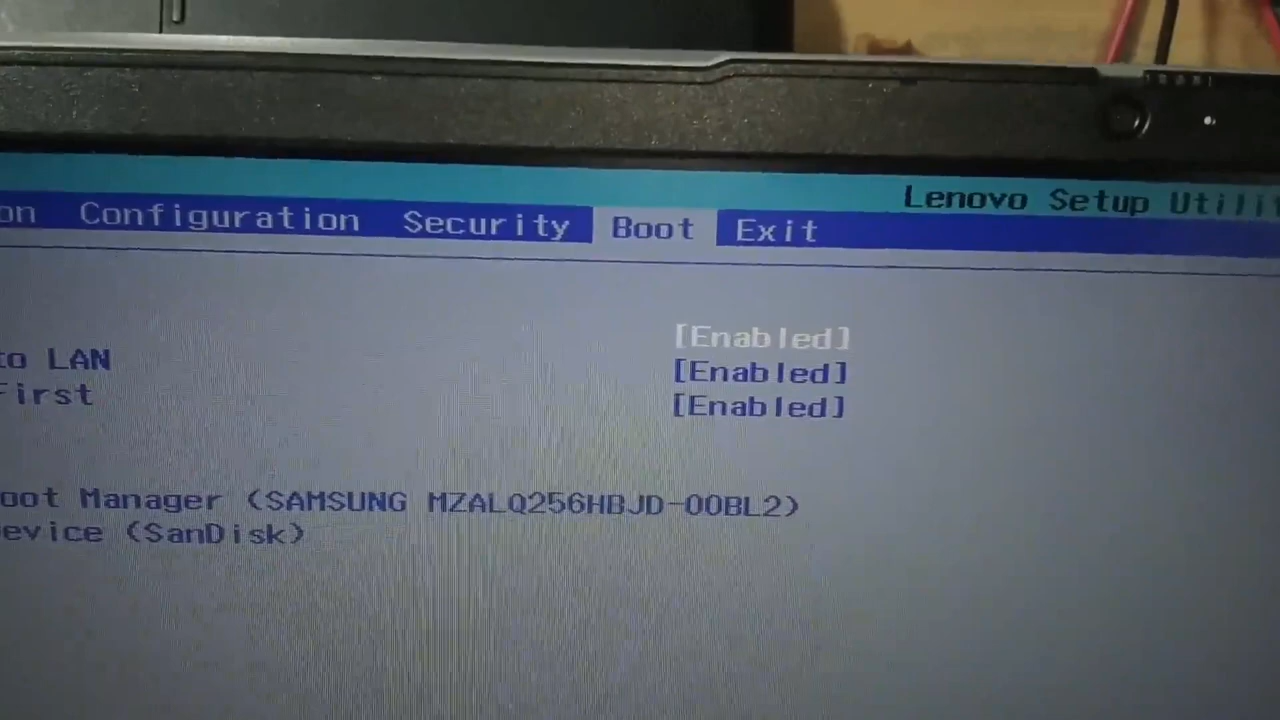 Lenovo Setup Utili
on Configuration Security Boot Exit
[Enabled]
to LAN [Enabled]
First [Enabled]
oot Manager (SAMSUNG MZALQ256HBJD-00BL2)
evice (SanDisk)